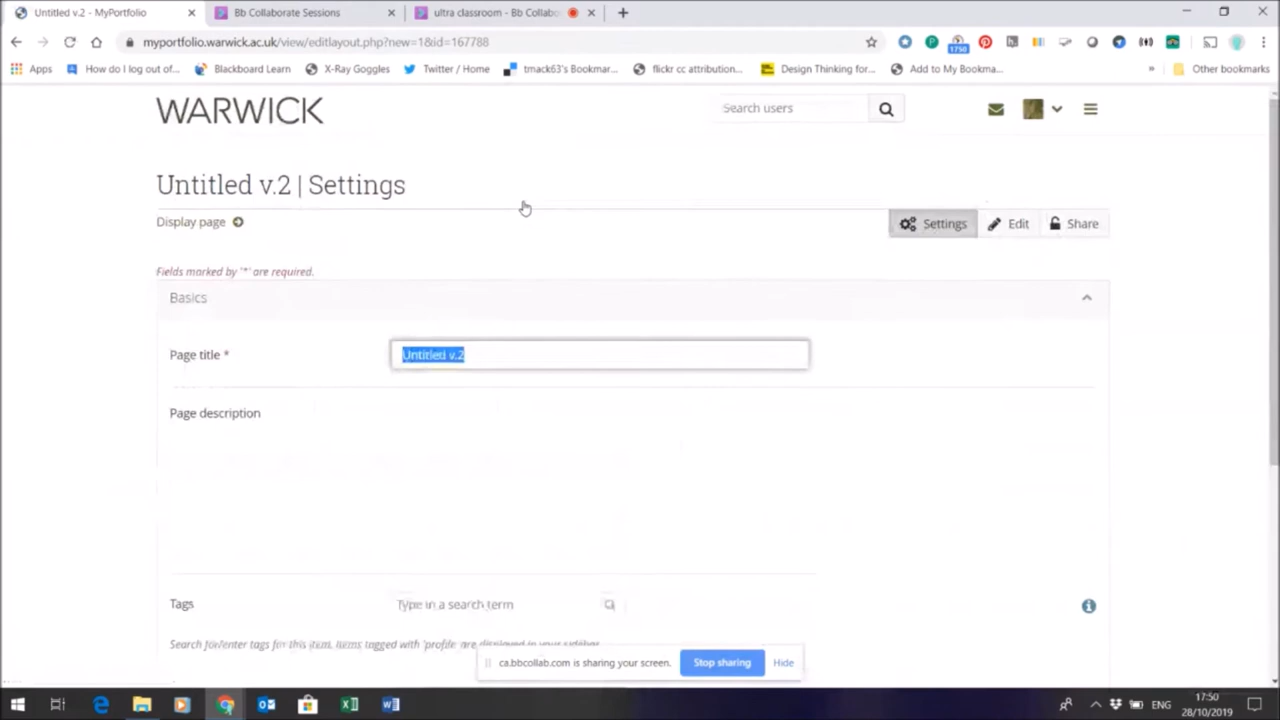 Untitled v.2 - MyPortfolio
Bb Collaborate Sessions
ultra classroom - Bb Collabo
myportfolio.warwick.ac.uk/view/editlayout.php?new=1&id=167788
1750
Apps
How do I log out of...
Blackboard Learn
X-Ray Goggles
Twitter / Home
tmack63's Bookmar...
flickr cc attribution...
Design Thinking for...
Add to My Bookma...
»
Other bookmarks
WARWICK
Search users
Untitled v.2 | Settings
Display page
Settings
Edit
Share
Fields marked by '*' are required.
Basics
Page title *
Untitled v.2
Page description
Tags
Type in a search term
Search for/enter tags for this item. Items tagged with 'profile' are displayed in your sidebar.
ca.bbcollab.com is sharing your screen.
Stop sharing
Hide
ENG
17:50
28/10/2019